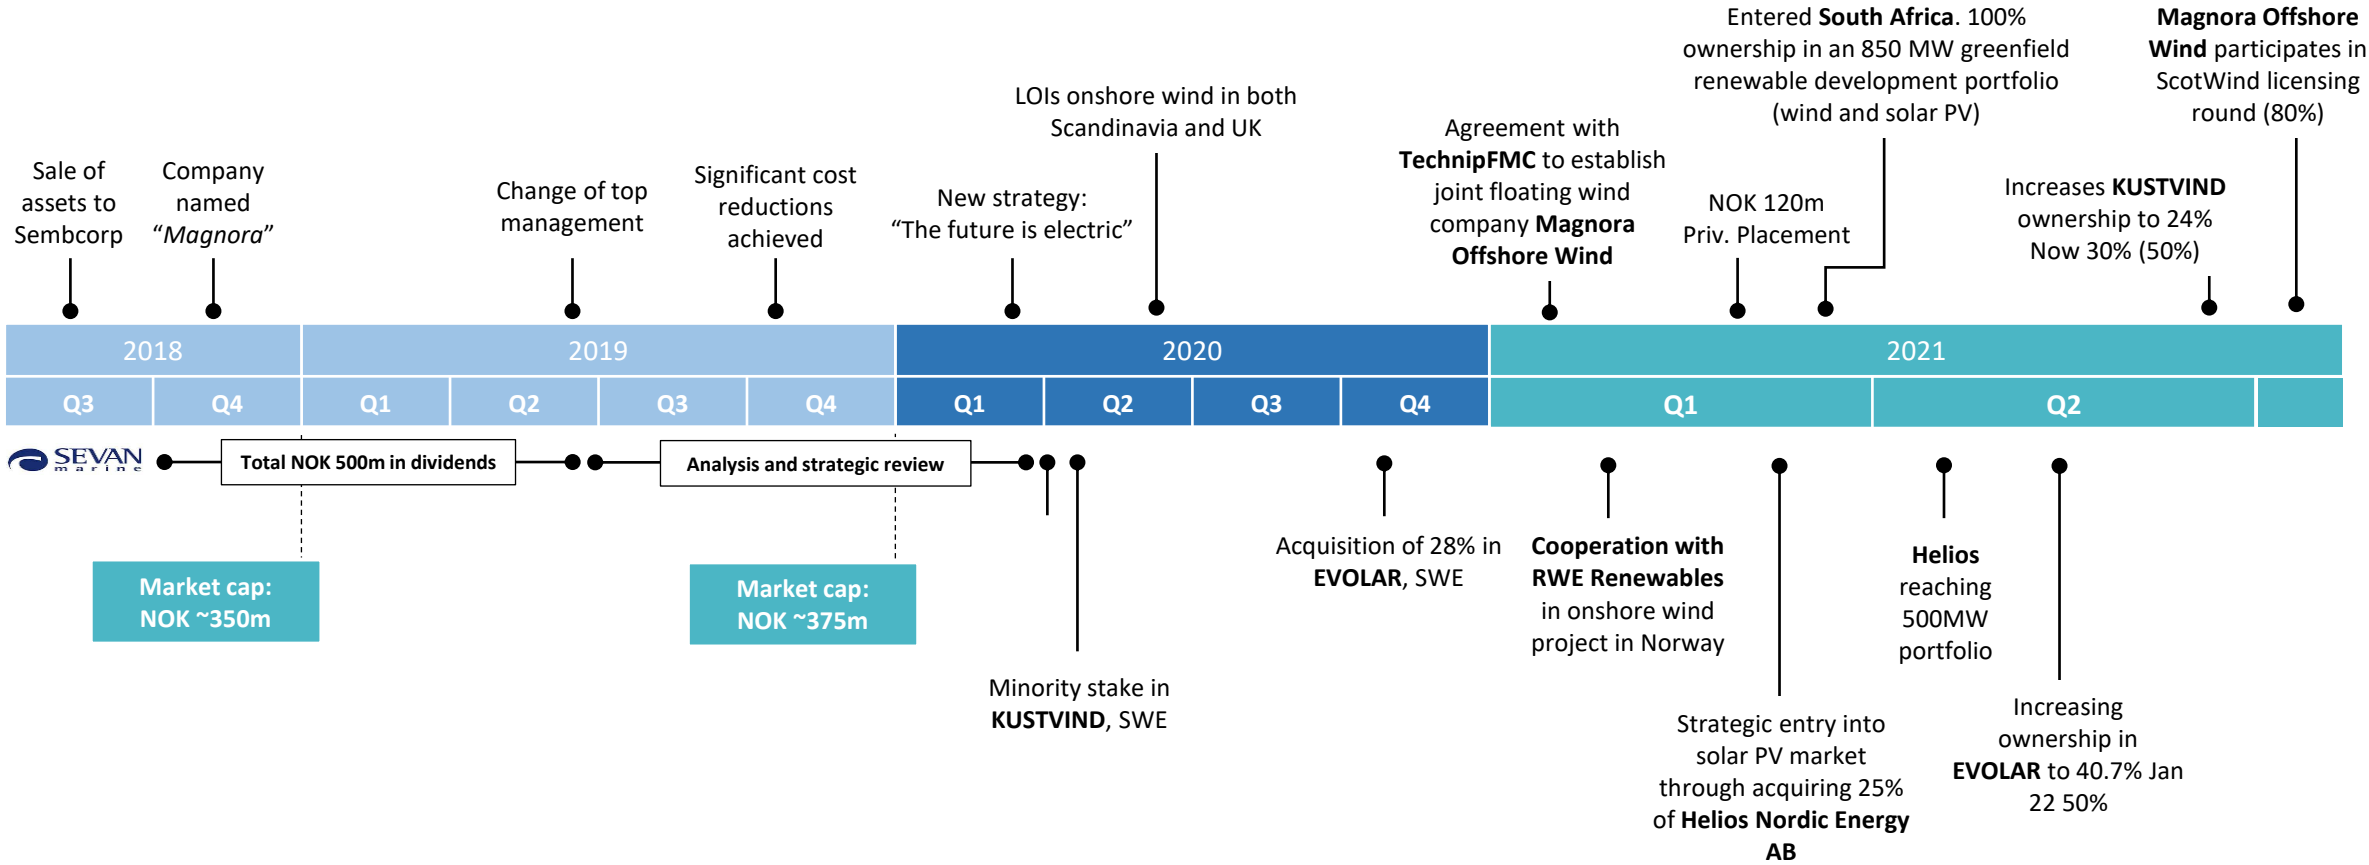 Entered South Africa. 100%
ownership in an 850 MW greenfield
renewable development portfolio
(wind and solar PV)
Magnora Offshore
Wind participates in
ScotWind licensing
round (80%)
LOIs onshore wind in both
Scandinavia and UK
Agreement with
TechnipFMC to establish
joint floating wind
company Magnora
Offshore Wind
Sale of
assets to
Sembcorp
Company
named
“Magnora”
Change of top
management
Significant cost
reductions
achieved
New strategy:
“The future is electric”
NOK 120m
Priv. Placement
Increases KUSTVIND
ownership to 24%
Now 30% (50%)
2018
2019
2020
2021
Q3
Q4
Q1
Q2
Q3
Q4
Q1
Q2
Q3
Q4
Q1
Q2
SEVAN
marine
Total NOK 500m in dividends
Analysis and strategic review
Market cap:
NOK ~350m
Market cap:
NOK ~375m
Minority stake in
KUSTVIND, SWE
Acquisition of 28% in
EVOLAR, SWE
Cooperation with
RWE Renewables
in onshore wind
project in Norway
Strategic entry into
solar PV market
through acquiring 25%
of Helios Nordic Energy
AB
Helios
reaching
500MW
portfolio
Increasing
ownership in
EVOLAR to 40.7% Jan
22 50%